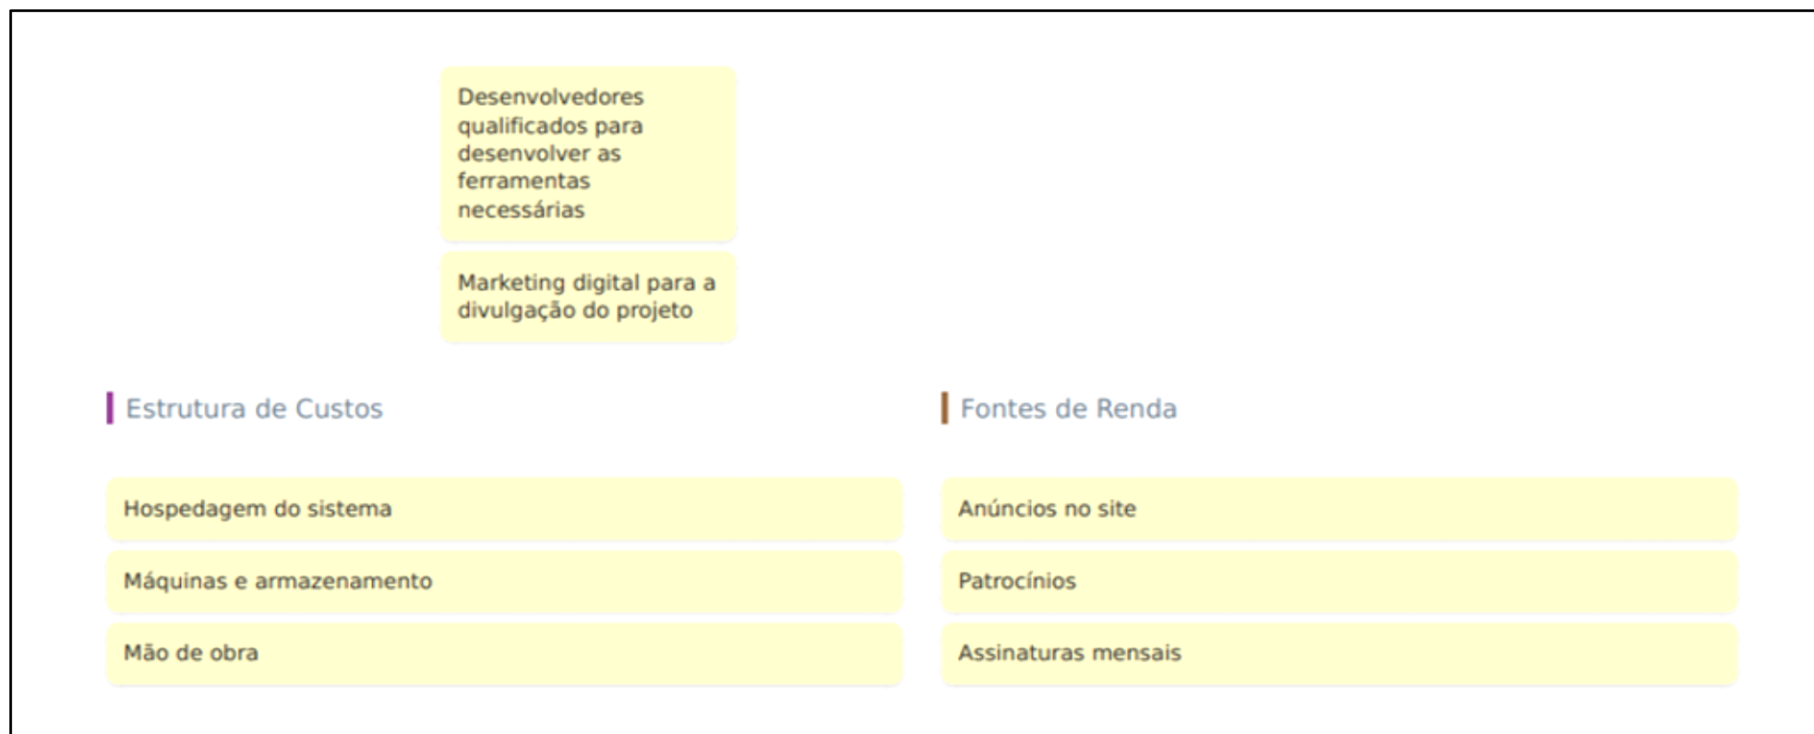 Desenvolvedores
qualificados para
desenvolver as
ferramentas
necessárias
Marketing digital para a
divulgação do projeto
Estrutura de Custos
Hospedagem do sistema
Máquinas e armazenamento
Mão de obra
Fontes de Renda
Anúncios no site
Patrocínios
Assinaturas mensais